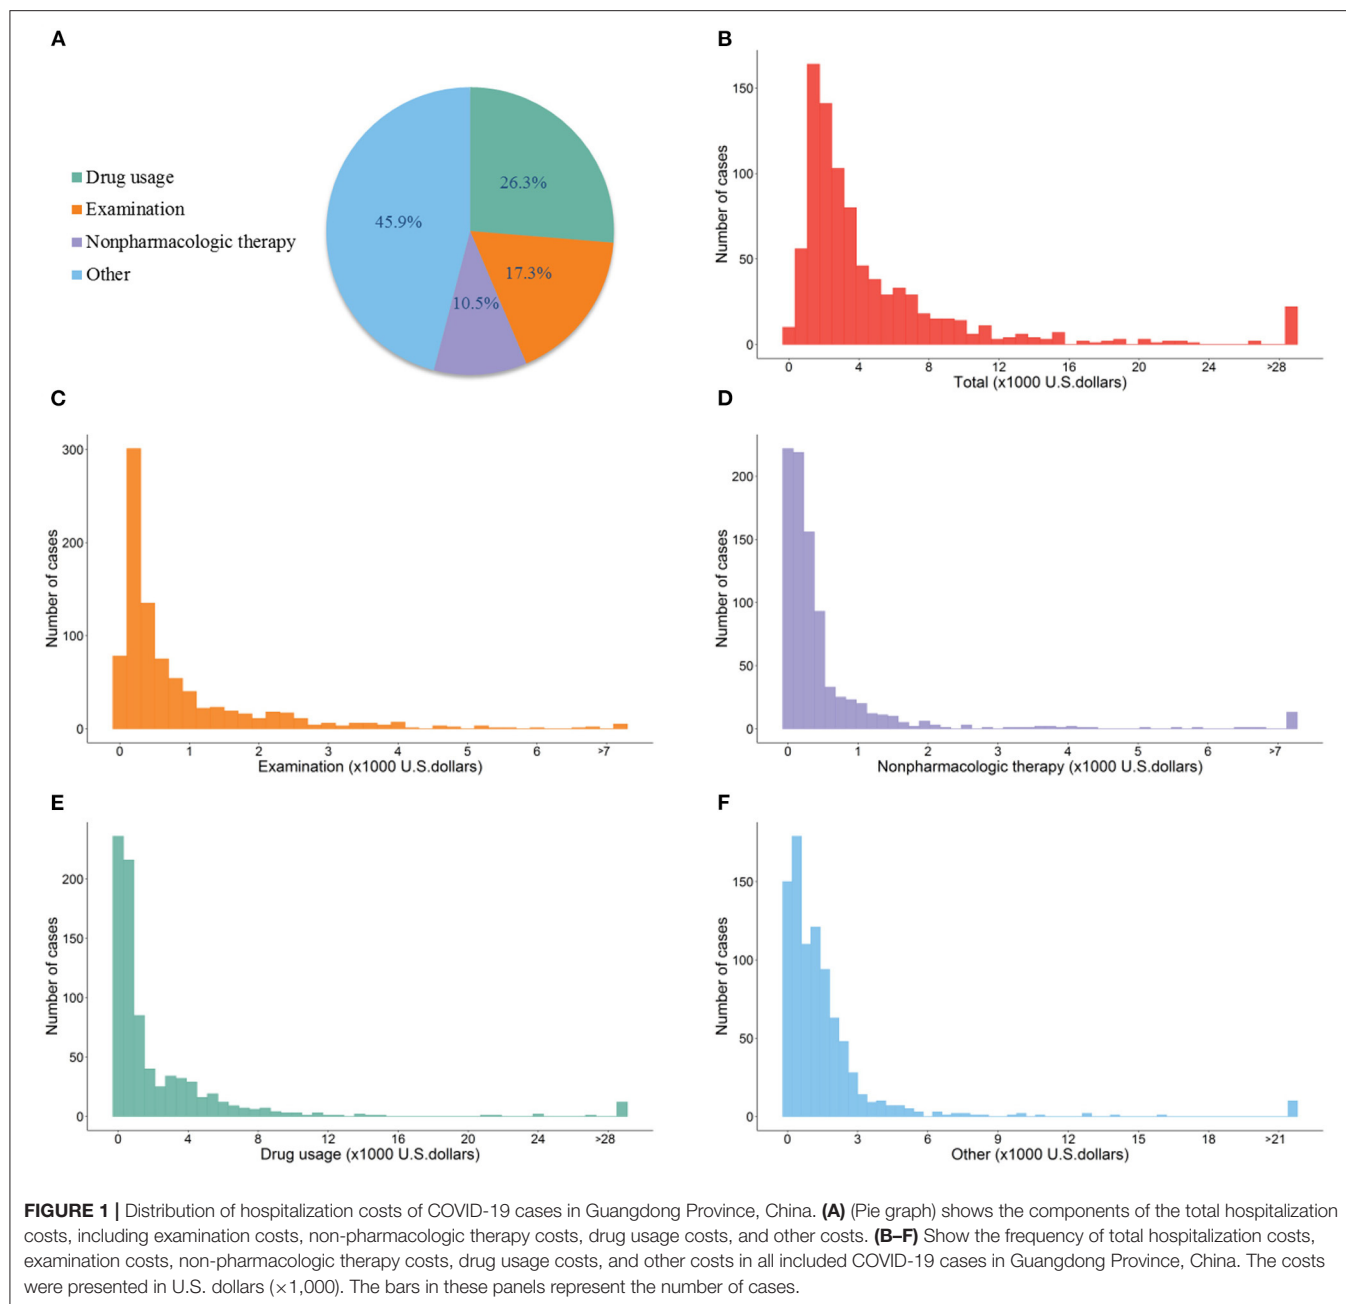 A
Drug usage
Examination
Nonpharmacologic therapy
Other
26.3%
45.9%
17.3%
10.5%
B
Number of cases
150
100
50
0
0 4 8 12 16 20 24 >28
Total (x1000 U.S.dollars)
C
Number of cases
300
200
100
0
0 1 2 3 4 5 6 >7
Examination (x1000 U.S.dollars)
D
Number of cases
200
150
100
50
0
0 1 2 3 4 5 6 >7
Nonpharmacologic therapy (x1000 U.S.dollars)
E
Number of cases
200
150
100
50
0
0 4 8 12 16 20 24 >28
Drug usage (x1000 U.S.dollars)
F
Number of cases
150
100
50
0
0 3 6 9 12 15 18 >21
Other (x1000 U.S.dollars)
FIGURE 1 | Distribution of hospitalization costs of COVID-19 cases in Guangdong Province, China. (A) (Pie graph) shows the components of the total hospitalization
costs, including examination costs, non-pharmacologic therapy costs, drug usage costs, and other costs. (B–F) Show the frequency of total hospitalization costs,
examination costs, non-pharmacologic therapy costs, drug usage costs, and other costs in all included COVID-19 cases in Guangdong Province, China. The costs
were presented in U.S. dollars (×1,000). The bars in these panels represent the number of cases.